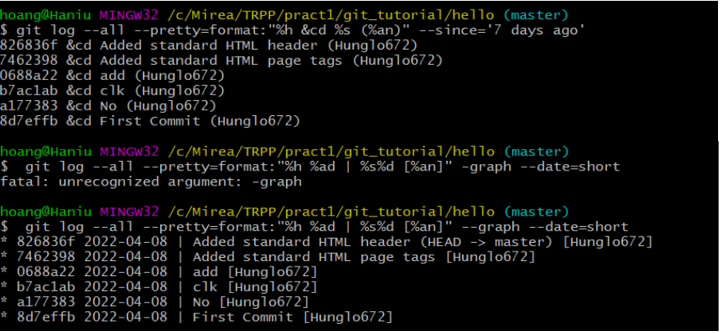 hoang@Haniu MINGW32 /c/Mirea/TRPP/pract1/git_tutorial/hello (master)
$ git log --all --pretty=format:"%h &cd %s (%an)" --since='7 days ago'
826836f &cd Added standard HTML header (Hunglo672)
7462398 &cd Added standard HTML page tags (Hunglo672)
0688a22 &cd add (Hunglo672)
b7ac1ab &cd clk (Hunglo672)
a177383 &cd No (Hunglo672)
8d7effb &cd First Commit (Hunglo672)
hoang@Haniu MINGW32 /c/Mirea/TRPP/pract1/git_tutorial/hello (master)
$  git log --all --pretty=format:"%h %ad | %s%d [%an]" -graph --date=short
fatal: unrecognized argument: -graph
hoang@Haniu MINGW32 /c/Mirea/TRPP/pract1/git_tutorial/hello (master)
$  git log --all --pretty=format:"%h %ad | %s%d [%an]" --graph --date=short
* 826836f 2022-04-08 | Added standard HTML header (HEAD -> master) [Hunglo672]
* 7462398 2022-04-08 | Added standard HTML page tags [Hunglo672]
* 0688a22 2022-04-08 | add [Hunglo672]
* b7ac1ab 2022-04-08 | clk [Hunglo672]
* a177383 2022-04-08 | No [Hunglo672]
* 8d7effb 2022-04-08 | First Commit [Hunglo672]